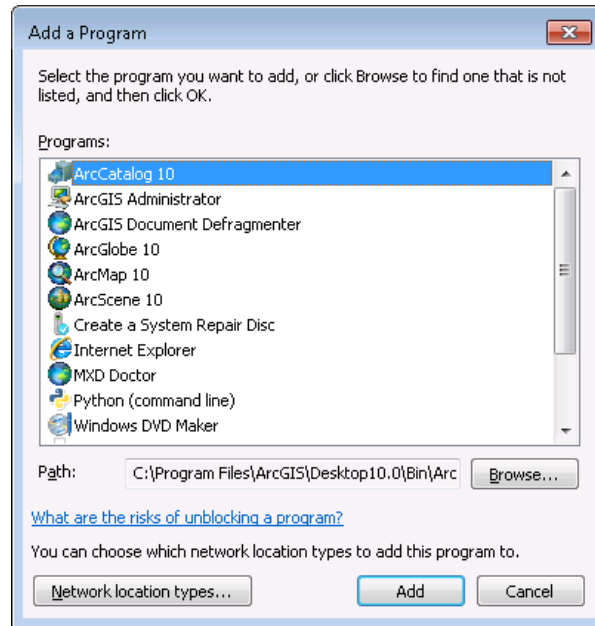 Add a Program
Select the program you want to add, or click Browse to find one that is not
listed, and then click OK.
Programs:
ArcCatalog 10
ArcGIS Administrator
ArcGIS Document Defragmenter
ArcGlobe 10
ArcMap 10
ArcScene 10
Create a System Repair Disc
Internet Explorer
MXD Doctor
Python (command line)
Windows DVD Maker
Path: C:\Program Files\ArcGIS\Desktop10.0\Bin\Arc Browse...
What are the risks of unblocking a program?
You can choose which network location types to add this program to.
Network location types... Add Cancel